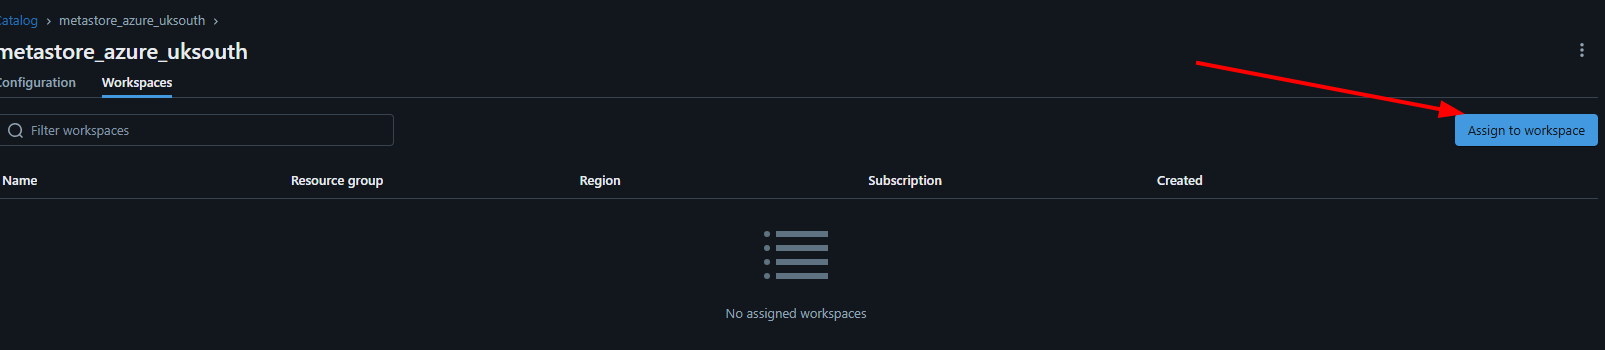 Catalog > metastore_azure_uksouth >
metastore_azure_uksouth
Configuration Workspaces
Filter workspaces
Assign to workspace
Name Resource group Region Subscription Created
No assigned workspaces